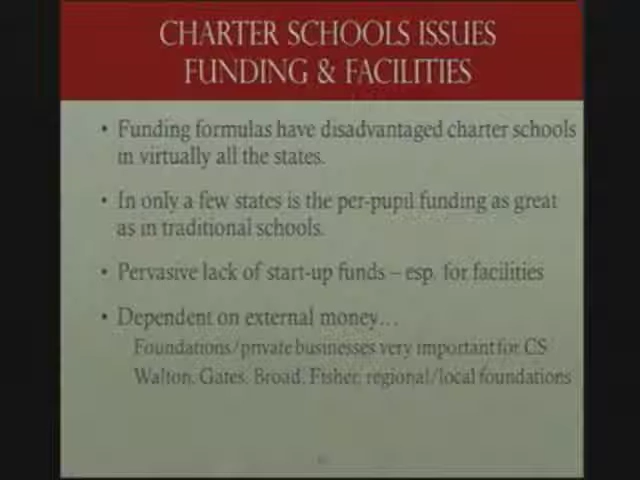 CHARTER SCHOOLS ISSUES
FUNDING & FACILITIES
• Funding formulas have disadvantaged charter schools
in virtually all the states.
• In only a few states is the per-pupil funding as great
as in traditional schools.
• Pervasive lack of start-up funds – esp. for facilities
• Dependent on external money…
Foundations/private businesses very important for CS
Walton, Gates, Broad, Fisher, regional/local foundations